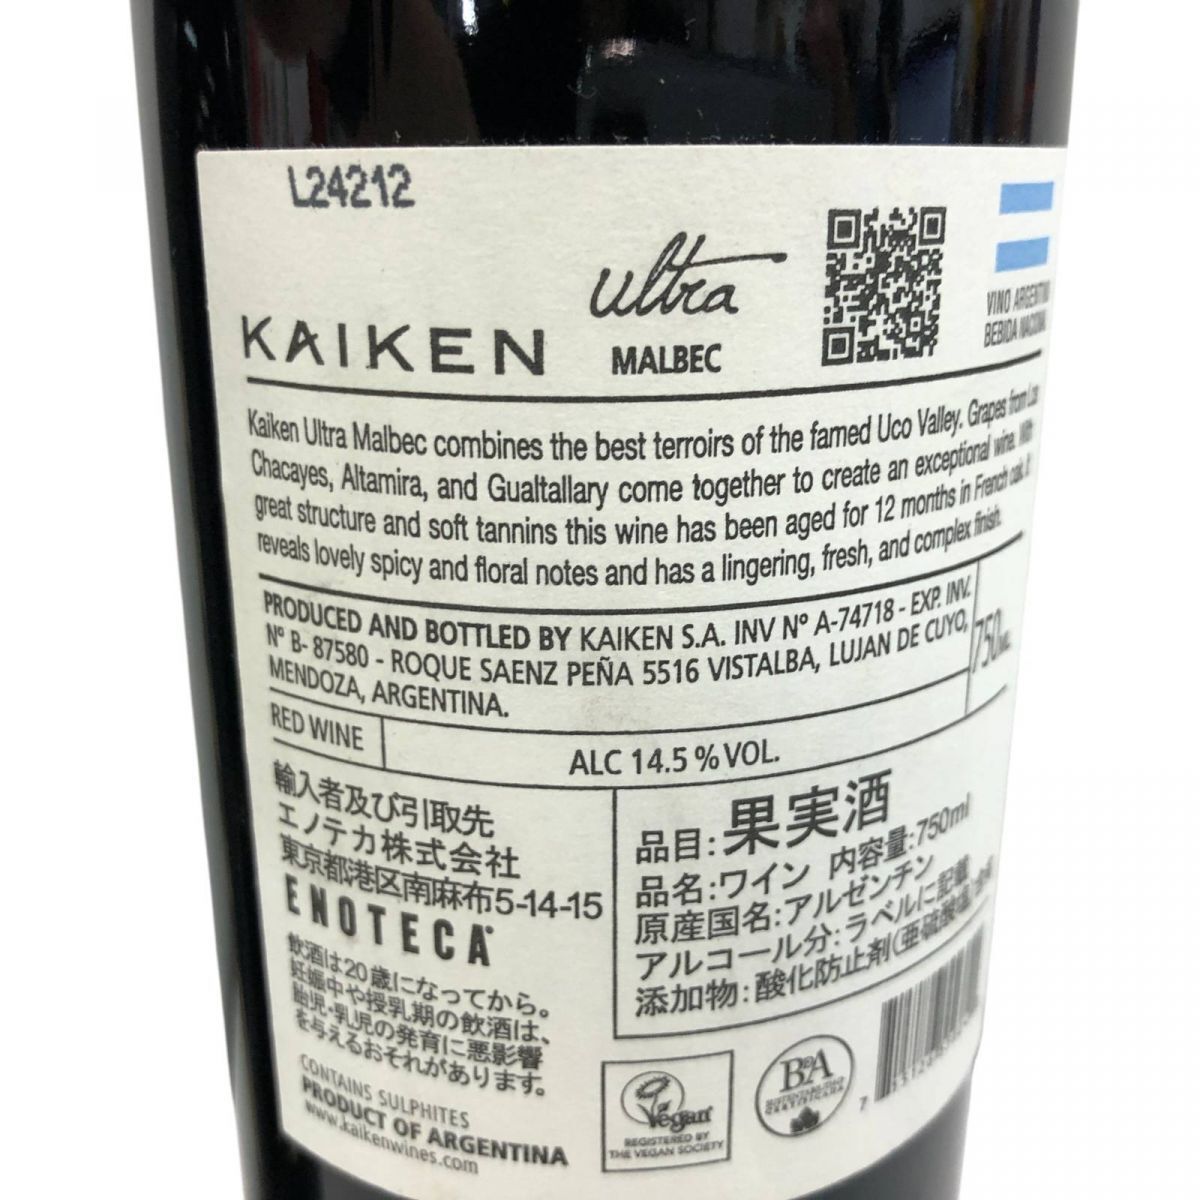 L24212
ultra
KAIKEN
MALBEC
VINO ARGENTINO
BEBIDA NACIONAL
Kaiken Ultra Malbec combines the best terroirs of the famed Uco Valley. Grapes from Los
Chacayes, Altamira, and Gualtallary come together to create an exceptional wine. With
great structure and soft tannins this wine has been aged for 12 months in French oak. It
reveals lovely spicy and floral notes and has a lingering, fresh, and complex finish.
PRODUCED AND BOTTLED BY KAIKEN S.A. INV Nº A-74718 - EXP. INV.
Nº B- 87580 - ROQUE SAENZ PEÑA 5516 VISTALBA, LUJAN DE CUYO,
MENDOZA, ARGENTINA.
750ML.
RED WINE
ALC 14.5 % VOL.
輸入者及び引取先
エノテカ株式会社
東京都港区南麻布5-14-15
ENOTECA
飲酒は20歳になってから。
妊娠中や授乳期の飲酒は、
胎児・乳児の発育に悪影響
を与えるおそれがあります。
品目:果実酒
品名:ワイン 内容量:750ml
原産国名:アルゼンチン
アルコール分:ラベルに記載
添加物:酸化防止剤(亜硫酸塩)
CONTAINS SULPHITES
PRODUCT OF ARGENTINA
www.kaikenwines.com
Vegan
REGISTERED BY
THE VEGAN SOCIETY
BdA
SUSTENTABILIDAD
CERTIFICADA
7